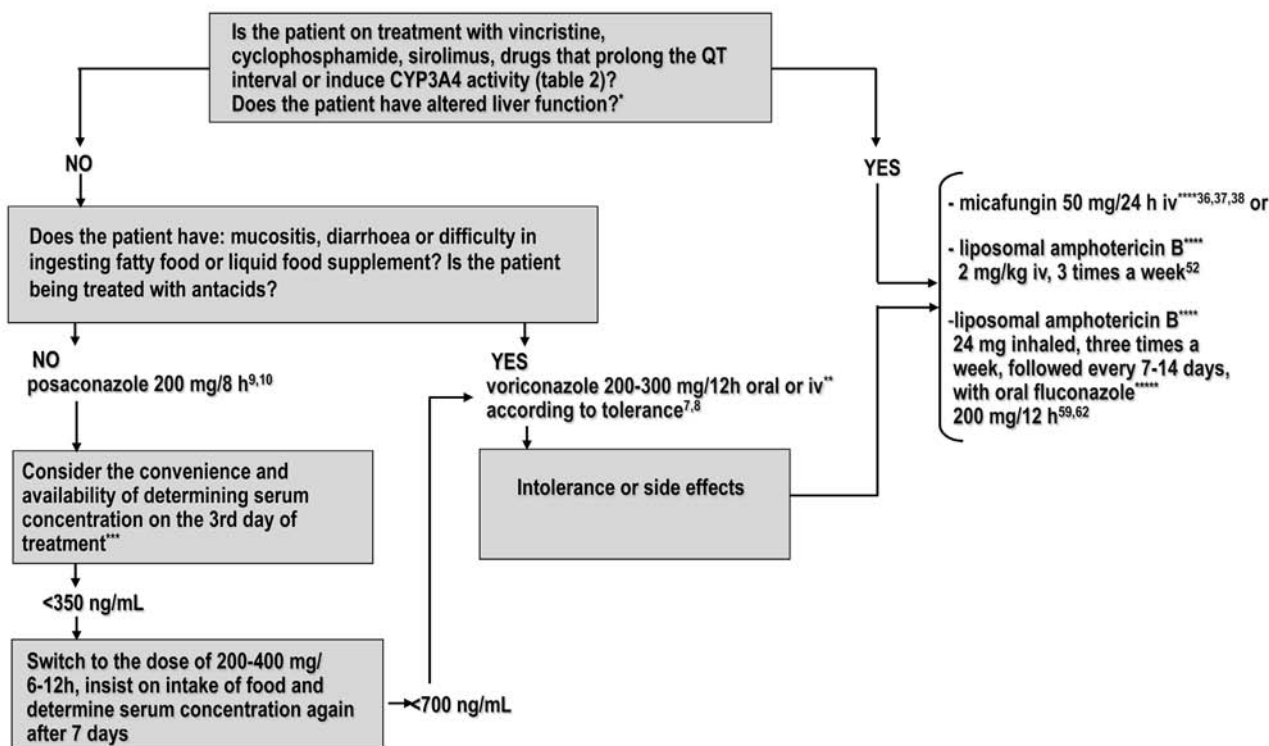 Is the patient on treatment with vincristine,
cyclophosphamide, sirolimus, drugs that prolong the QT
interval or induce CYP3A4 activity (table 2)?
Does the patient have altered liver function?*
NO
YES
Does the patient have: mucositis, diarrhoea or difficulty in
ingesting fatty food or liquid food supplement? Is the patient
being treated with antacids?
- micafungin 50 mg/24 h iv****36,37,38 or
- liposomal amphotericin B****
2 mg/kg iv, 3 times a week52
-liposomal amphotericin B****
24 mg inhaled, three times a
week, followed every 7-14 days,
with oral fluconazole*****
200 mg/12 h59,62
NO
posaconazole 200 mg/8 h9,10
YES
voriconazole 200-300 mg/12h oral or iv**
according to tolerance7,8
Consider the convenience and
availability of determining serum
concentration on the 3rd day of
treatment***
Intolerance or side effects
<350 ng/mL
Switch to the dose of 200-400 mg/
6-12h, insist on intake of food and
determine serum concentration again
after 7 days
<700 ng/mL